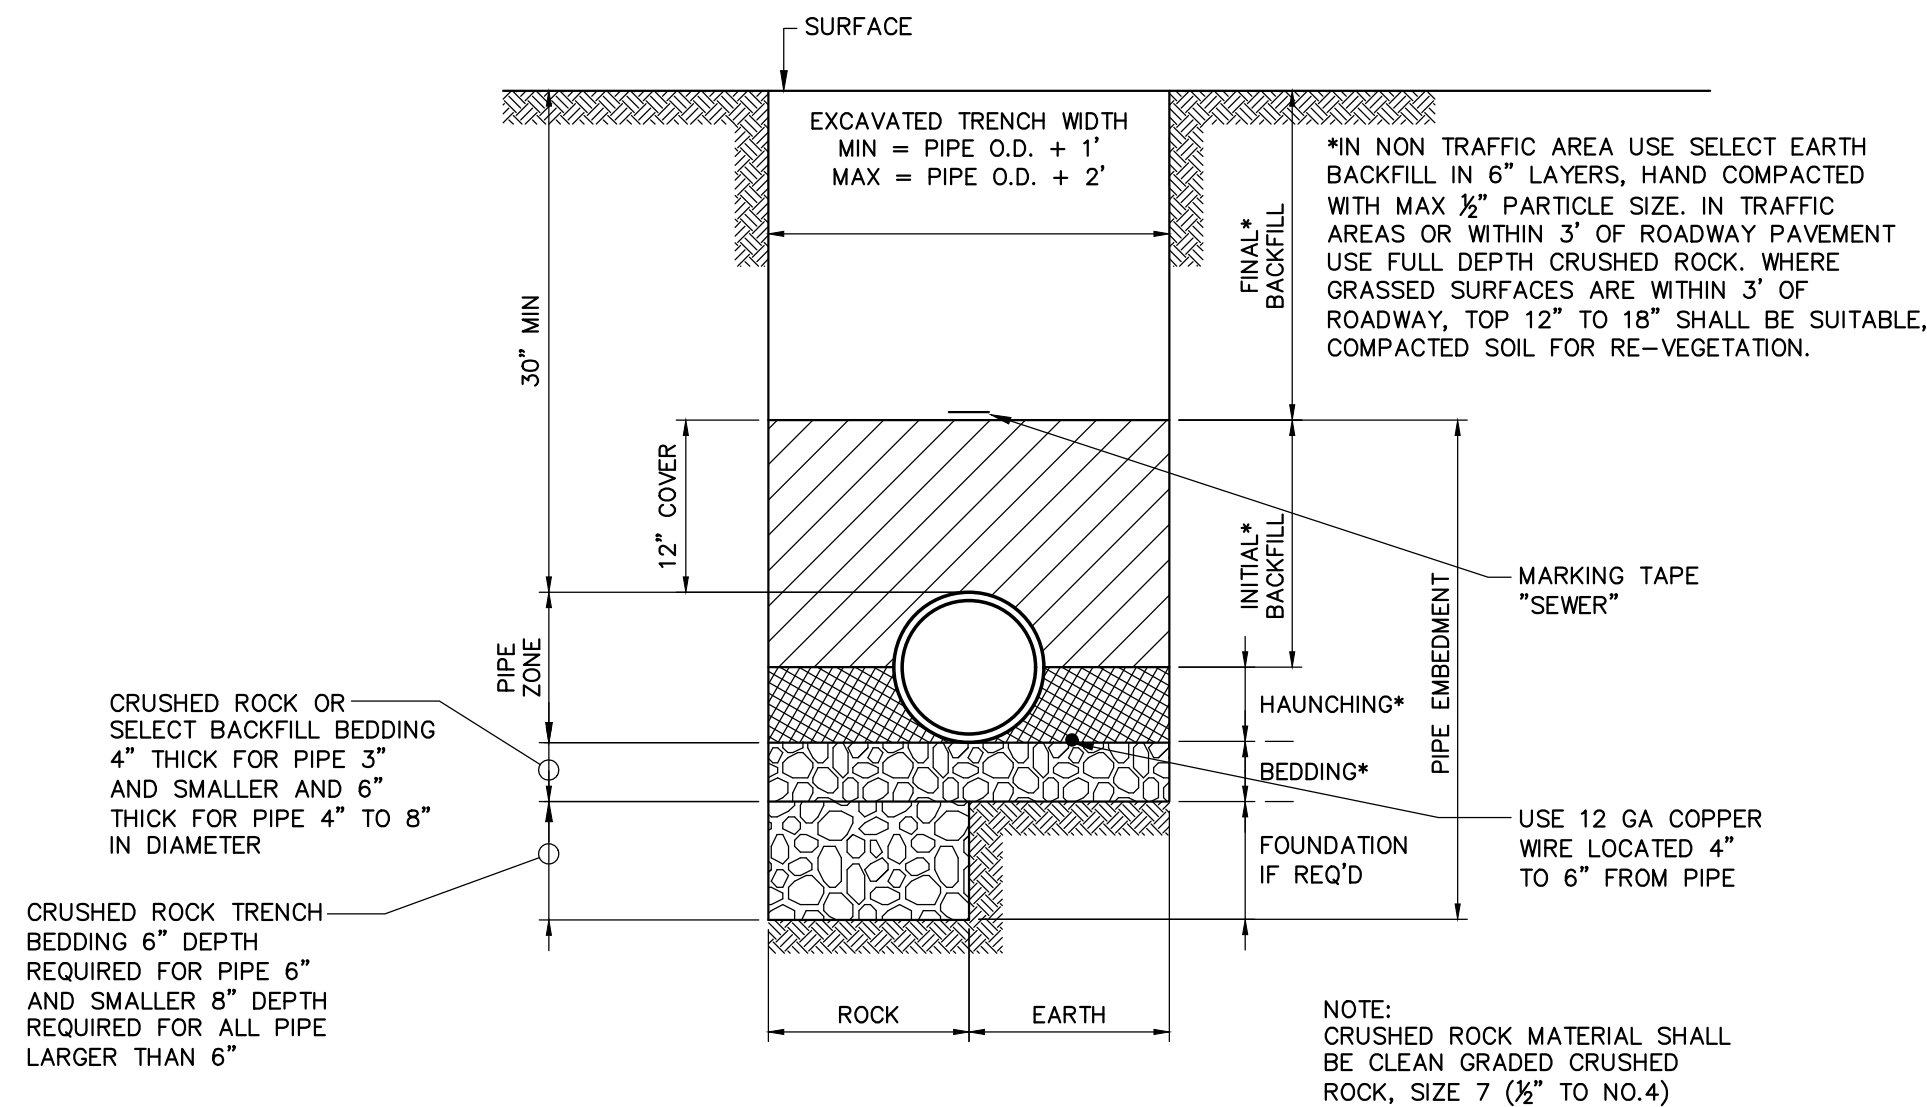 SURFACE
EXCAVATED TRENCH WIDTH
MIN = PIPE O.D. + 1'
MAX = PIPE O.D. + 2'
*IN NON TRAFFIC AREA USE SELECT EARTH
BACKFILL IN 6" LAYERS, HAND COMPACTED
WITH MAX ½" PARTICLE SIZE. IN TRAFFIC
AREAS OR WITHIN 3' OF ROADWAY PAVEMENT
USE FULL DEPTH CRUSHED ROCK. WHERE
GRASSED SURFACES ARE WITHIN 3' OF
ROADWAY, TOP 12" TO 18" SHALL BE SUITABLE,
COMPACTED SOIL FOR RE-VEGETATION.
FINAL*
BACKFILL
30" MIN
12" COVER
INITIAL*
BACKFILL
MARKING TAPE
"SEWER"
PIPE EMBEDMENT
PIPE
ZONE
CRUSHED ROCK OR
SELECT BACKFILL BEDDING
4" THICK FOR PIPE 3"
AND SMALLER AND 6"
THICK FOR PIPE 4" TO 8"
IN DIAMETER
HAUNCHING*
BEDDING*
USE 12 GA COPPER
WIRE LOCATED 4"
TO 6" FROM PIPE
FOUNDATION
IF REQ'D
CRUSHED ROCK TRENCH
BEDDING 6" DEPTH
REQUIRED FOR PIPE 6"
AND SMALLER 8" DEPTH
REQUIRED FOR ALL PIPE
LARGER THAN 6"
ROCK
EARTH
NOTE:
CRUSHED ROCK MATERIAL SHALL
BE CLEAN GRADED CRUSHED
ROCK, SIZE 7 (½" TO NO.4)